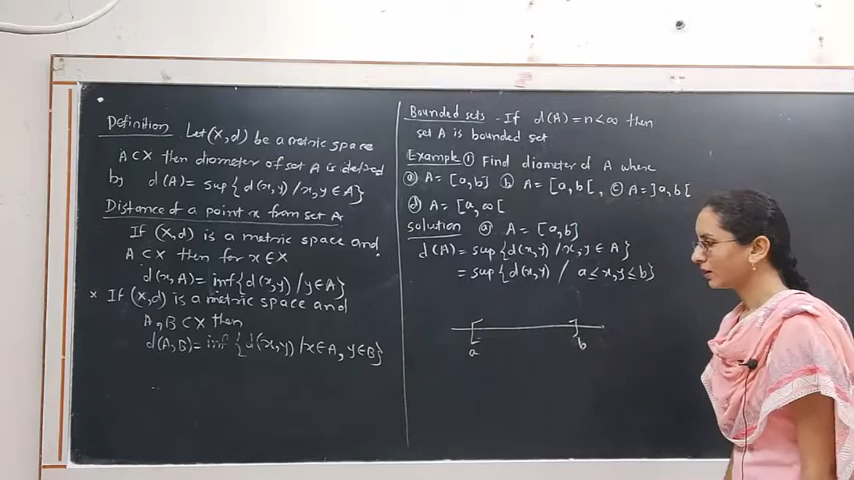 Definition Let (X,d) be a metric space
A⊂X then diameter of set A is defined
by d(A) = sup{d(x,y) / x,y ∈ A}
Distance of a point x from set A
If (X,d) is a metric space and
A⊂X then for x∈X
d(x,A) = inf{d(x,y) / y∈A}
* If (X,d) is a metric space and
A,B⊂X then
d(A,B) = inf {d(x,y) / x∈A, y∈B}
Bounded sets - If d(A)=n<∞ then
set A is bounded set
Example ① Find diameter of A where
ⓐ A=[a,b] ⓑ A=[a,b[, ⓒ A=]a,b[
ⓓ A=[a,∞[
solution ⓐ A=[a,b]
d(A) = sup{d(x,y) / x,y∈A}
= sup{d(x,y) / a≤x,y≤b}
[ ]
a b